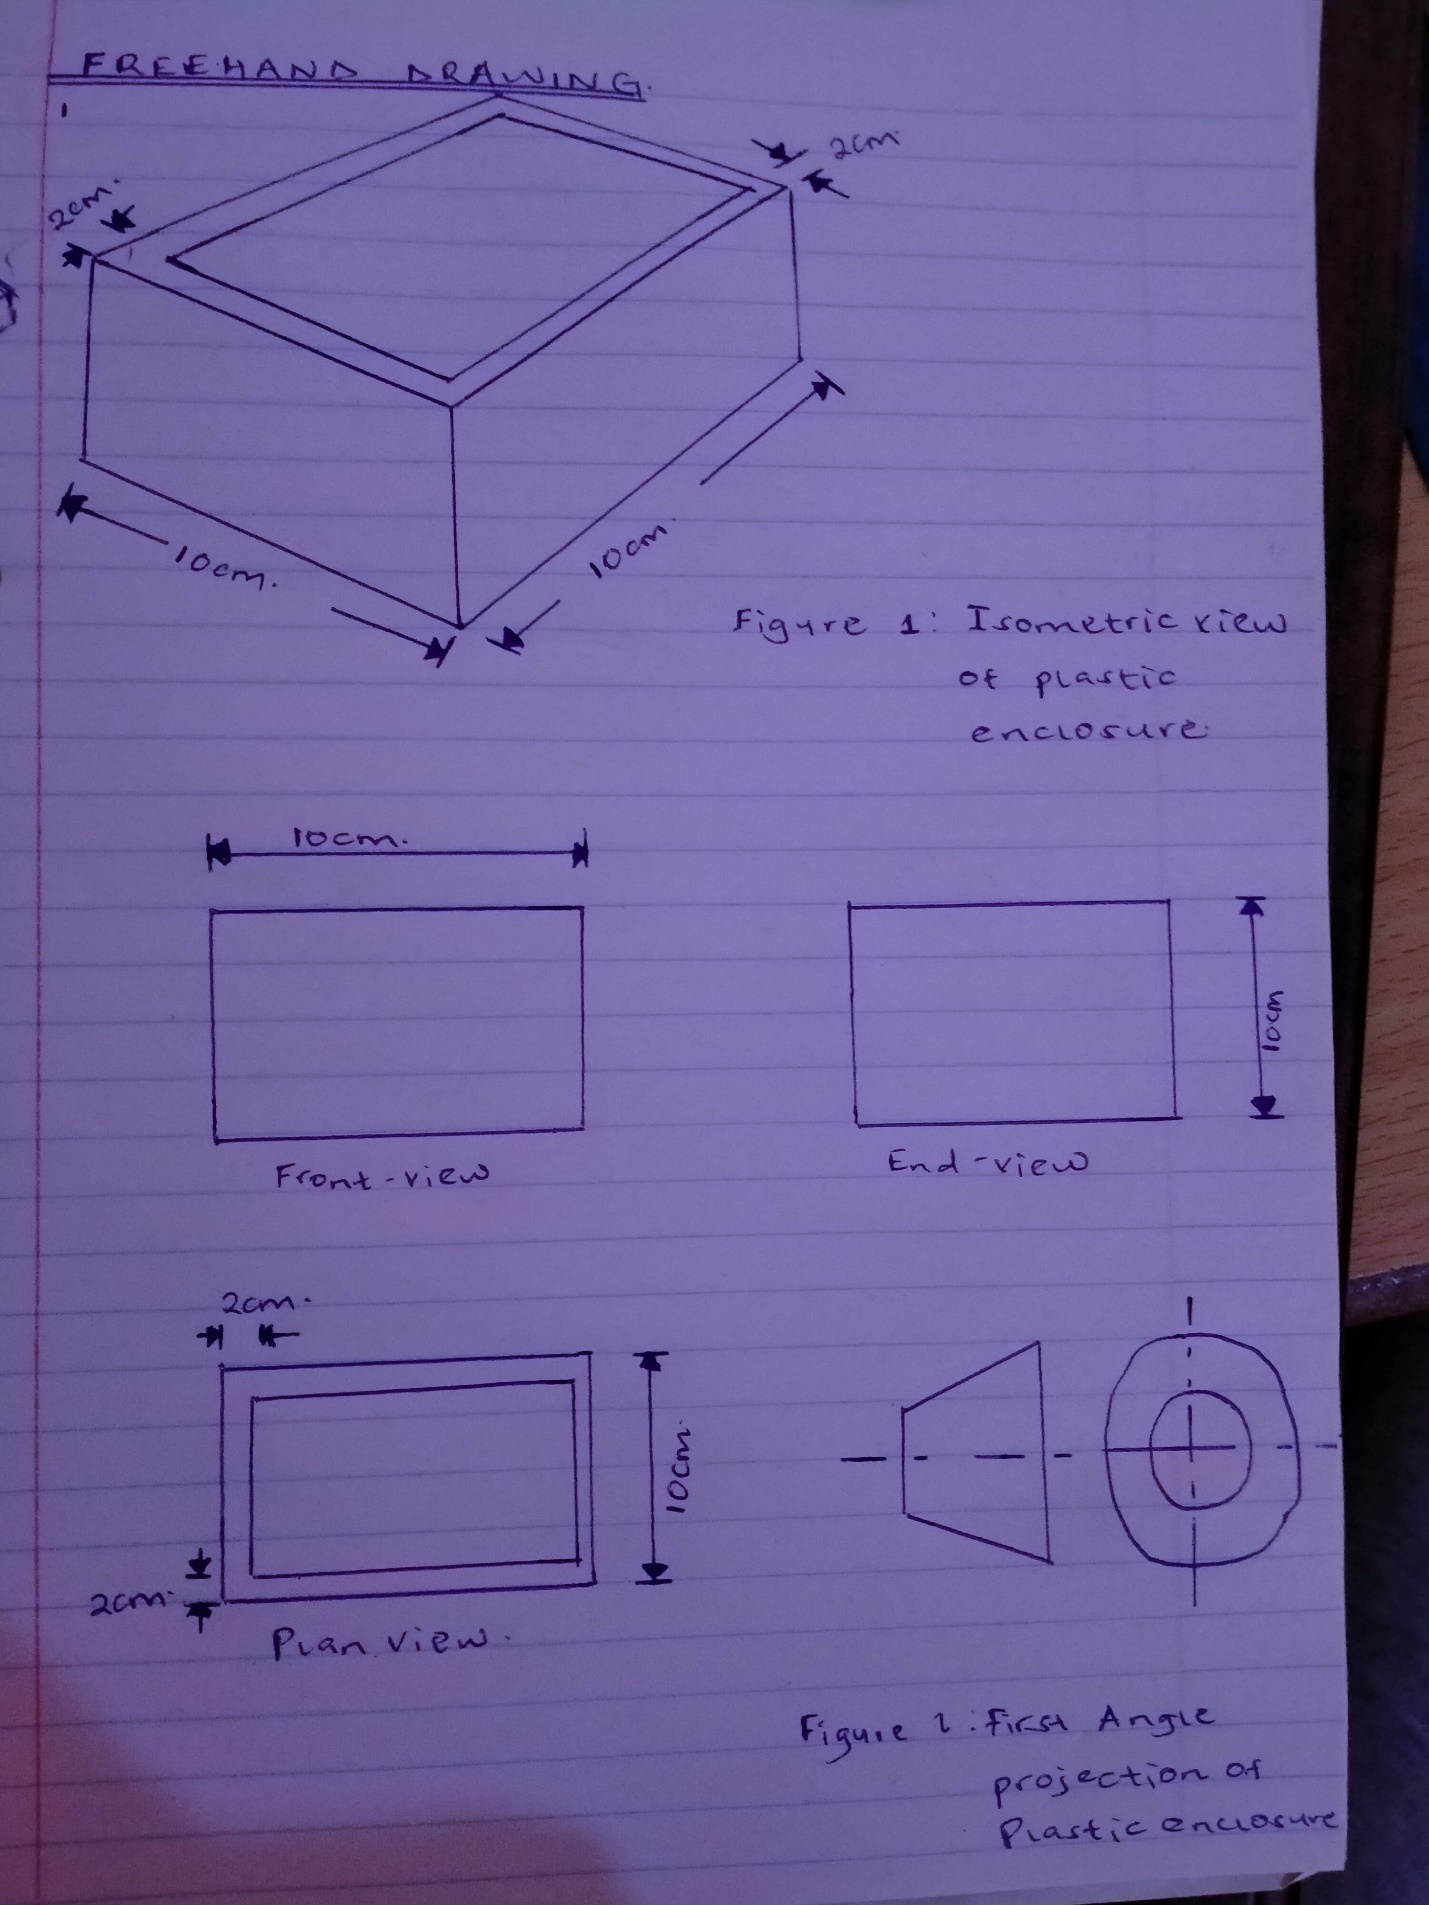 FREEHAND DRAWING.
2cm
2cm.
10cm.
10cm.
Figure 1: Isometric view
of plastic
enclosure
10cm.
10cm
Front-view
End-view
2cm.
10cm.
2cm.
Plan view.
Figure 2: First Angle
projection of
Plastic enclosure